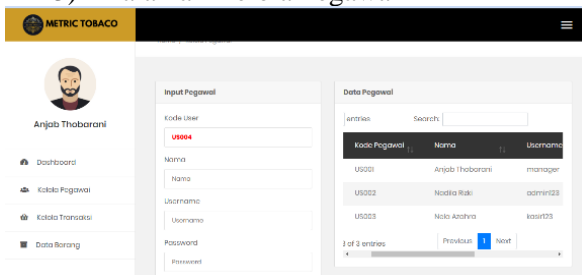 METRIC TOBACO
Anjab Thobarani
Dashboard
Kelola Pegawai
Kelola Transaksi
Data Barang
Input Pegawai
Kode User
US004
Nama
Nama
Username
Username
Password
Password
Data Pegawai
entries Search:
Kode Pegawai Nama Username
US001 Anjab Thobarani manager
US002 Nadila Rski admin123
US003 Nala Azahra kasir123
of 3 entries Previous 1 Next